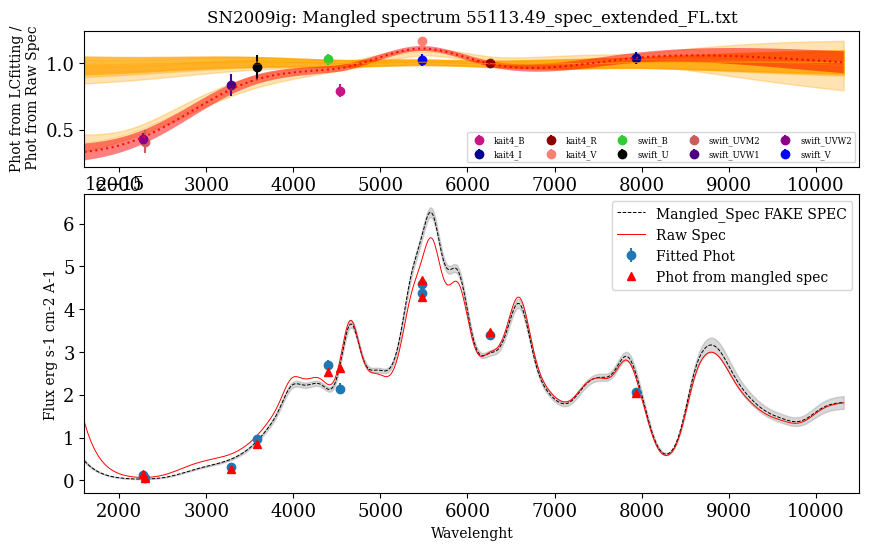 SN2009ig: Mangled spectrum 55113.49_spec_extended_FL.txt
Phot from LCfitting /
Phot from Raw Spec
1.0
0.5
kait4_B kait4_R swift_B swift_UVM2 swift_UVW2
kait4_I kait4_V swift_U swift_UVW1 swift_V
2000 3000 4000 5000 6000 7000 8000 9000 10000
1e−15
Flux erg s-1 cm-2 A-1
6
5
4
3
2
1
0
Mangled_Spec FAKE SPEC
Raw Spec
Fitted Phot
Phot from mangled spec
2000 3000 4000 5000 6000 7000 8000 9000 10000
Wavelenght